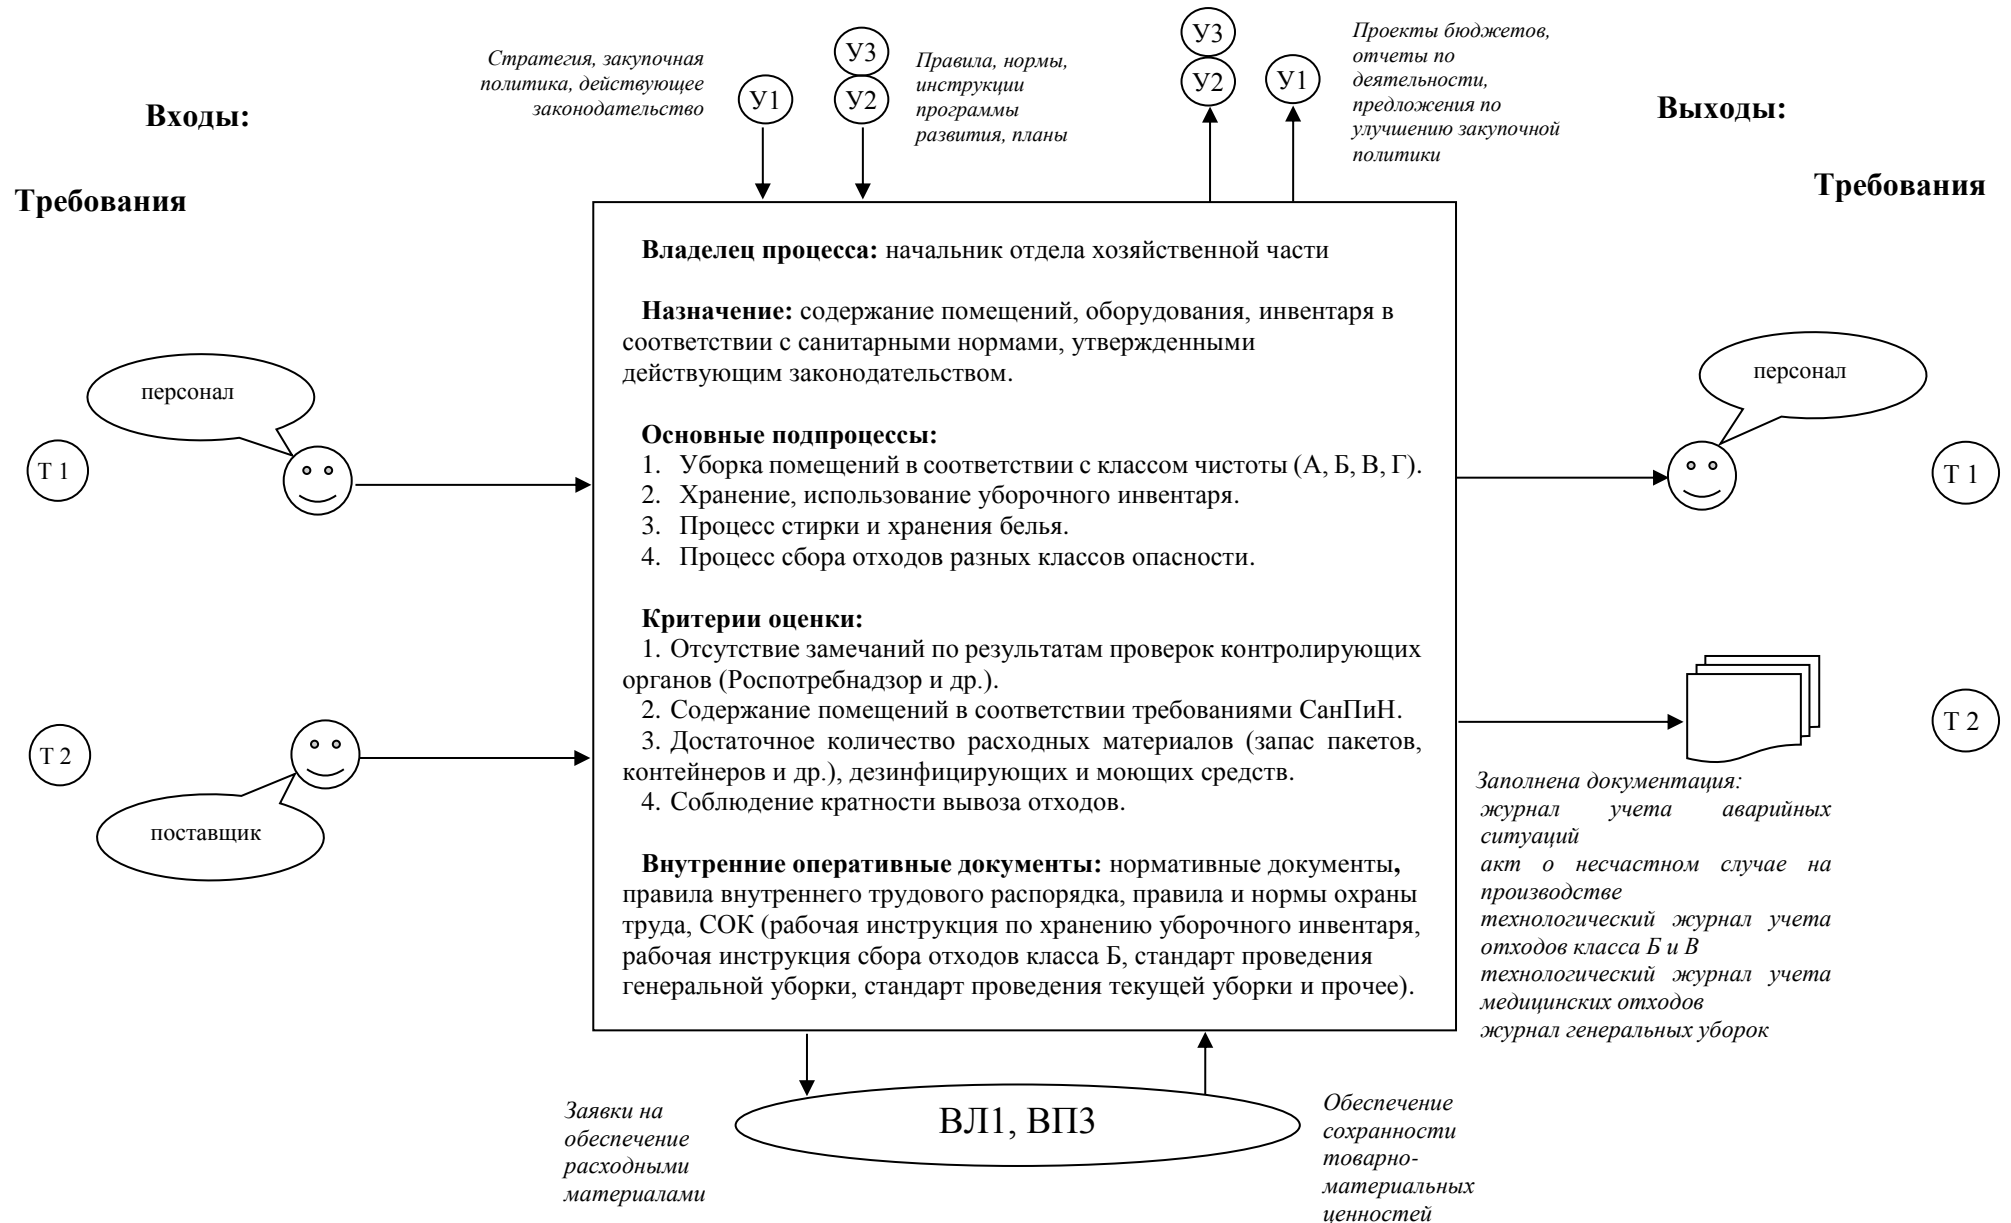 Стратегия, закупочная
политика, действующее
законодательство
У1
У3
У2
Правила, нормы,
инструкции
программы
развития, планы
У3
У2
У1
Проекты бюджетов,
отчеты по
деятельности,
предложения по
улучшению закупочной
политики
Входы:
Выходы:
Требования
Требования
Владелец процесса: начальник отдела хозяйственной части
Назначение: содержание помещений, оборудования, инвентаря в
соответствии с санитарными нормами, утвержденными
действующим законодательством.
Основные подпроцессы:
1. Уборка помещений в соответствии с классом чистоты (А, Б, В, Г).
2. Хранение, использование уборочного инвентаря.
3. Процесс стирки и хранения белья.
4. Процесс сбора отходов разных классов опасности.
Критерии оценки:
1. Отсутствие замечаний по результатам проверок контролирующих
органов (Роспотребнадзор и др.).
2. Содержание помещений в соответствии требованиями СанПиН.
3. Достаточное количество расходных материалов (запас пакетов,
контейнеров и др.), дезинфицирующих и моющих средств.
4. Соблюдение кратности вывоза отходов.
Внутренние оперативные документы: нормативные документы,
правила внутреннего трудового распорядка, правила и нормы охраны
труда, СОК (рабочая инструкция по хранению уборочного инвентаря,
рабочая инструкция сбора отходов класса Б, стандарт проведения
генеральной уборки, стандарт проведения текущей уборки и прочее).
персонал
Т 1
Т 2
поставщик
персонал
Т 1
Т 2
Заполнена документация:
журнал учета аварийных
ситуаций
акт о несчастном случае на
производстве
технологический журнал учета
отходов класса Б и В
технологический журнал учета
медицинских отходов
журнал генеральных уборок
Заявки на
обеспечение
расходными
материалами
ВЛ1, ВП3
Обеспечение
сохранности
товарно-
материальных
ценностей